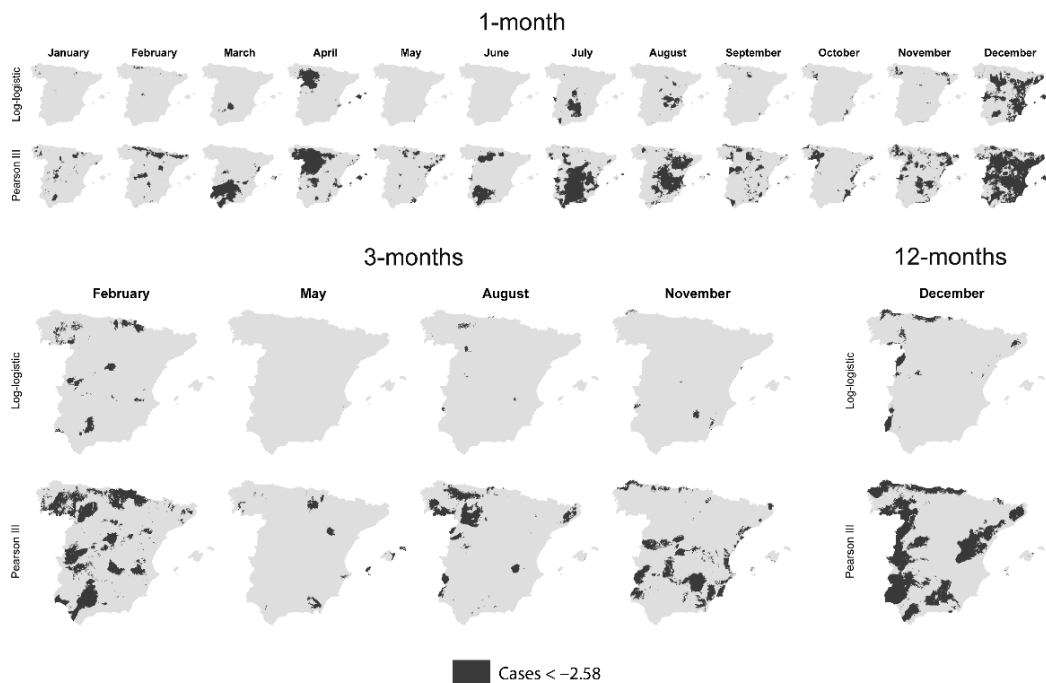 1-month
January February March April May June July August September October November December
Log-logistic
Pearson III
3-months 12-months
February May August November December
Log-logistic Log-logistic
Pearson III Pearson III
Cases < −2.58